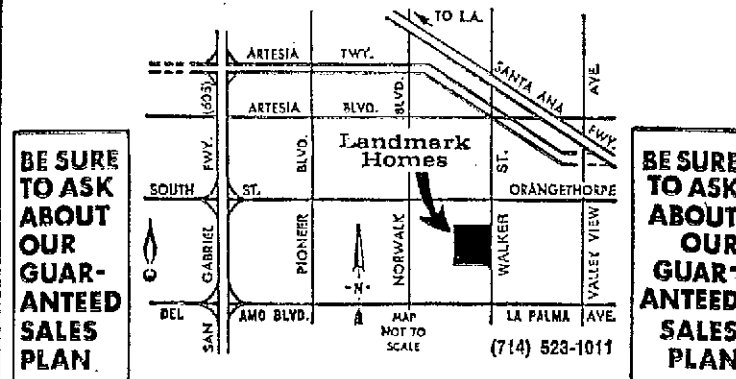 BE SURE
TO ASK
ABOUT
OUR
GUAR-
ANTEED
SALES
PLAN
TO L.A.
ARTESIA TWY.
SANTA ANA FWY.
ARTESIA BLVD.
SAN GABRIEL FWY. (605)
PIONEER BLVD.
NORWALK BLVD.
WALKER ST.
VALLEY VIEW AVE.
Landmark
Homes
SOUTH ST.
ORANGETHORPE
-N-
DEL AMO BLVD.
LA PALMA AVE.
MAP
NOT TO
SCALE
(714) 523-1011
BE SURE
TO ASK
ABOUT
OUR
GUAR-
ANTEED
SALES
PLAN